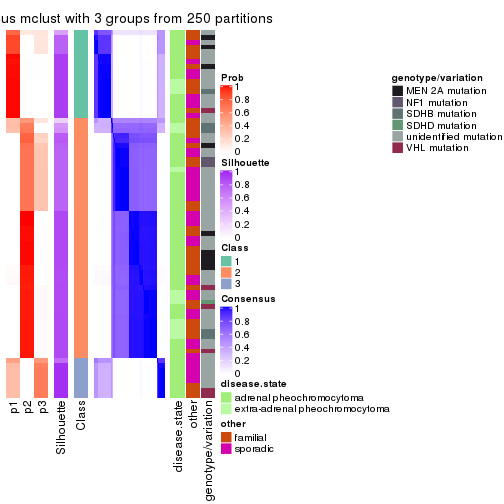 us mclust with 3 groups from 250 partitions
Prob
1
0.8
0.6
0.4
0.2
0
Silhouette
1
0.8
0.6
0.4
0.2
0
Class
1
2
3
Consensus
1
0.8
0.6
0.4
0.2
0
disease.state
adrenal pheochromocytoma
extra-adrenal pheochromocytoma
other
familial
sporadic
genotype/variation
MEN 2A mutation
NF1 mutation
SDHB mutation
SDHD mutation
unidentified mutation
VHL mutation
p1
p2
p3
Silhouette
Class
disease.state
other
genotype/variation